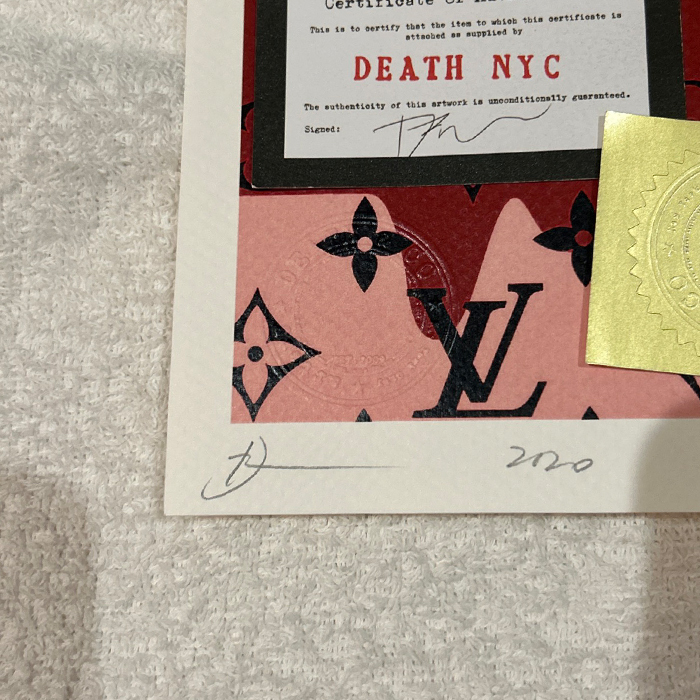 Certificate Of
This is to certify that the item to which this certificate is
attached as supplied by
DEATH NYC
The authenticity of this artwork is unconditionally guaranteed.
Signed:
LV
2020